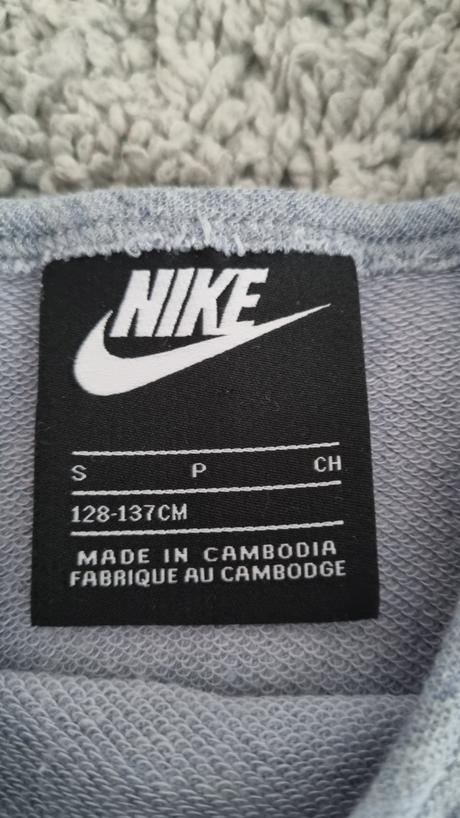 NIKE
S P CH
128-137CM
MADE IN CAMBODIA
FABRIQUE AU CAMBODGE